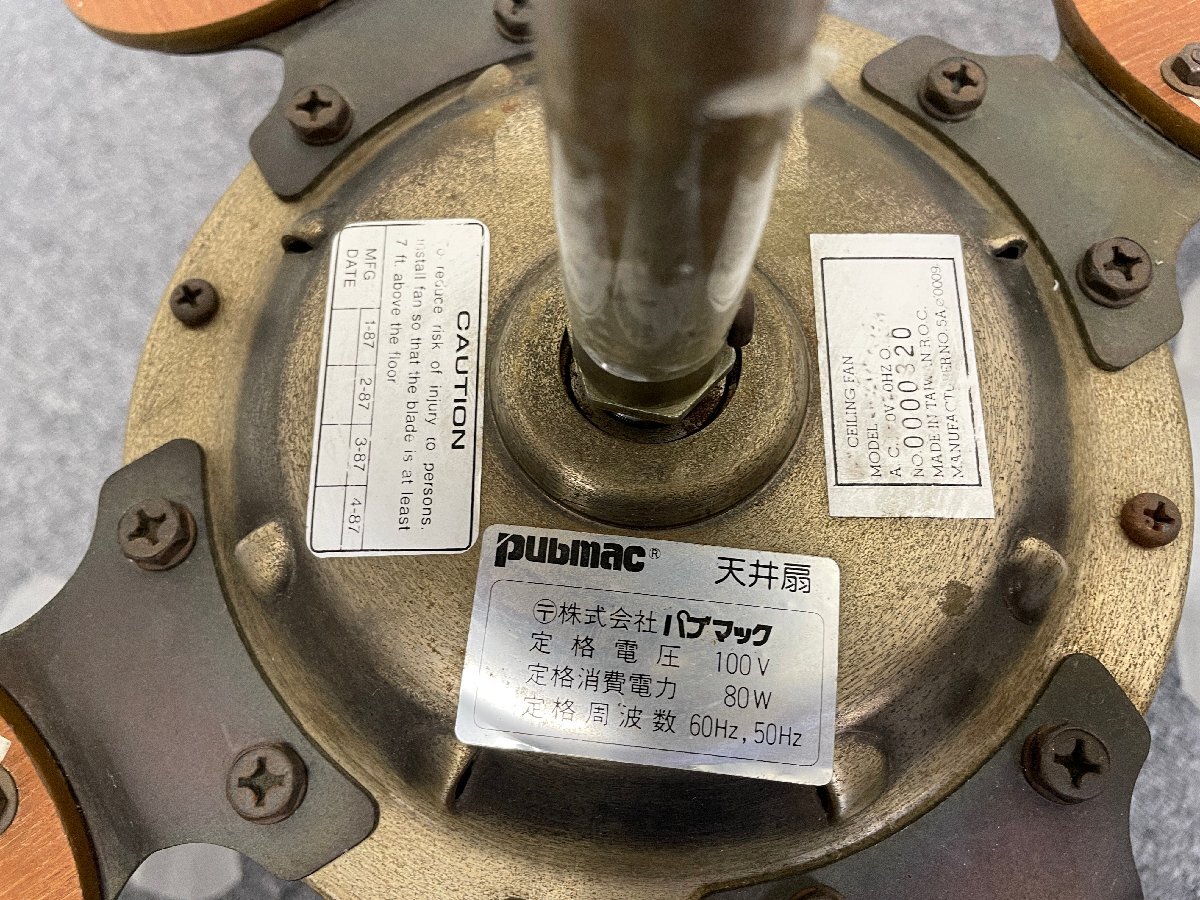 CAUTION
reduce risk of injury to persons.
install fan so that the blade is at least
7 ft. above the floor
MFG DATE 1-87 2-87 3-87 4-87
CEILING FAN
MODEL
A.C.
NO.0000320
MADE IN TAIWAN R.O.C.
MANUFACTURER NO.
pubmac® 天井扇
〶株式会社 パブマック
定格電圧 100V
定格消費電力 80W
定格周波数 60Hz, 50Hz